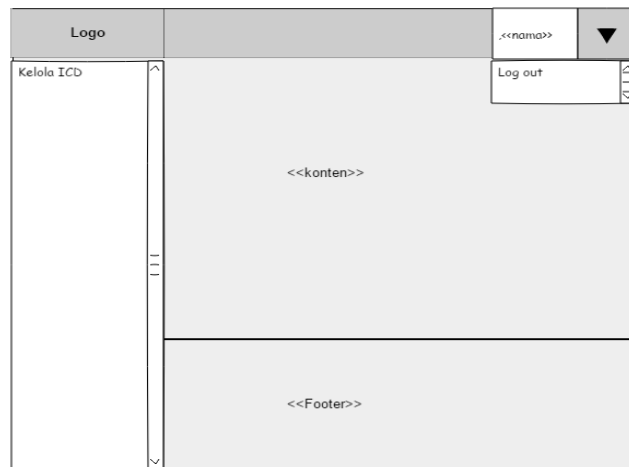 Logo
.<<nama>>
Kelola ICD
Log out
<<konten>>
<<Footer>>